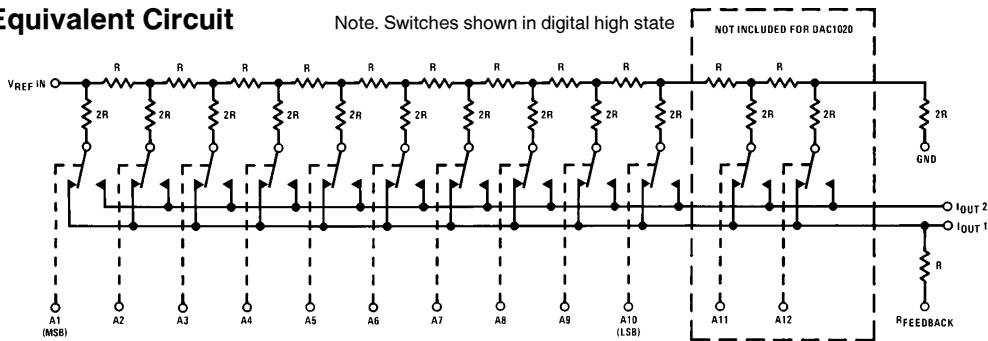 Equivalent Circuit
Note. Switches shown in digital high state
NOT INCLUDED FOR DAC1020
R R R R R R R R R R R
VREF IN
2R 2R 2R 2R 2R 2R 2R 2R 2R 2R 2R 2R 2R
GND
IOUT 2
IOUT 1
R
A1 A2 A3 A4 A5 A6 A7 A8 A9 A10 A11 A12 RFEEDBACK
(MSB) (LSB)